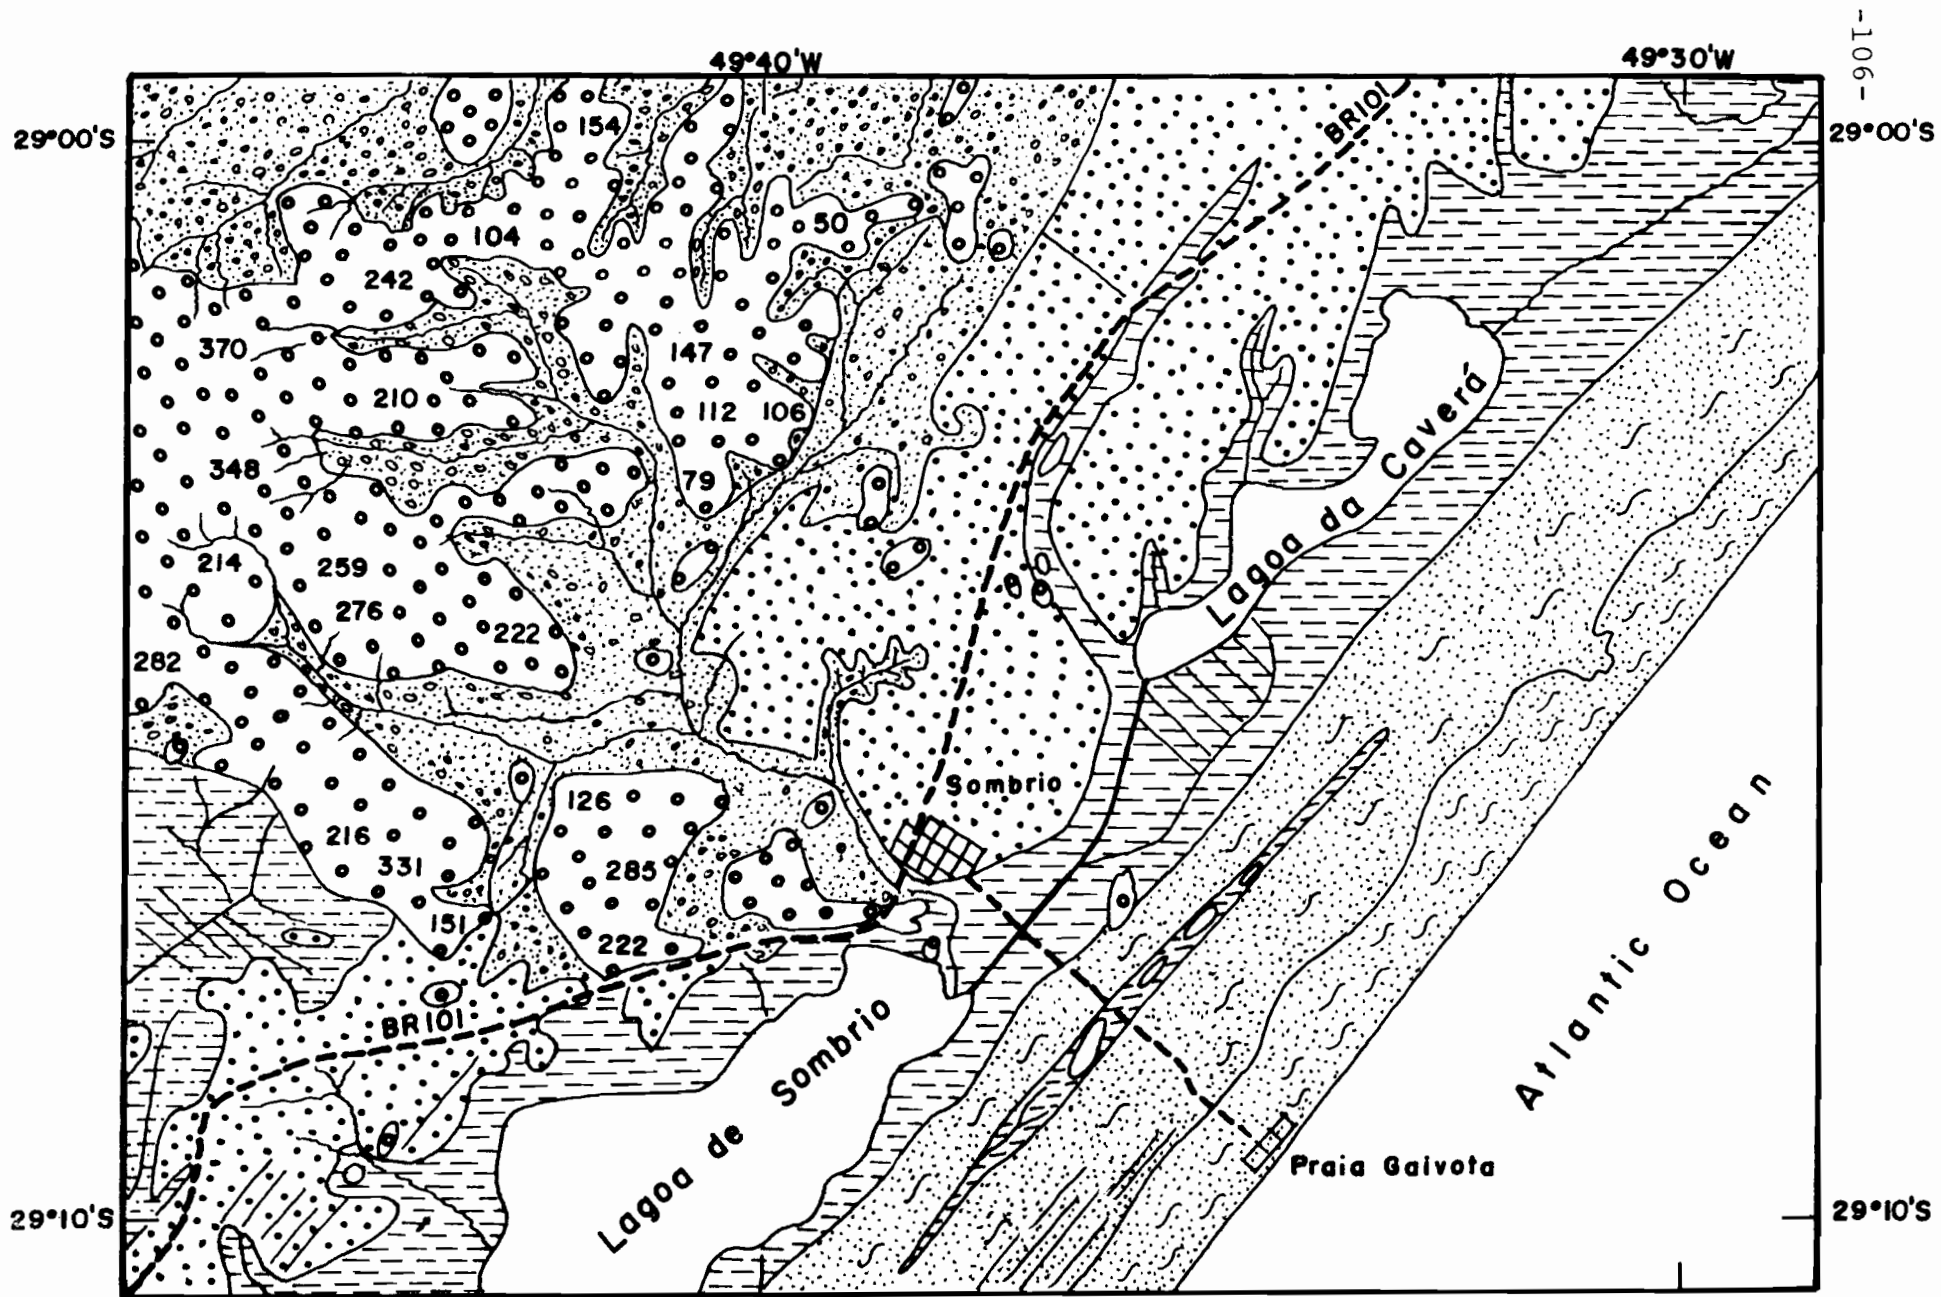 -106-
49°40'W
49°30'W
29°00'S
29°00'S
BR101
154
104
50
242
370
147
210
112
106
348
79
214
259
276
222
282
Lagoa da Caverá
126
Sombrio
216
331
285
151
222
BR101
Lagoa de Sombrio
Atlantic Ocean
Praia Gaivota
29°10'S
29°10'S